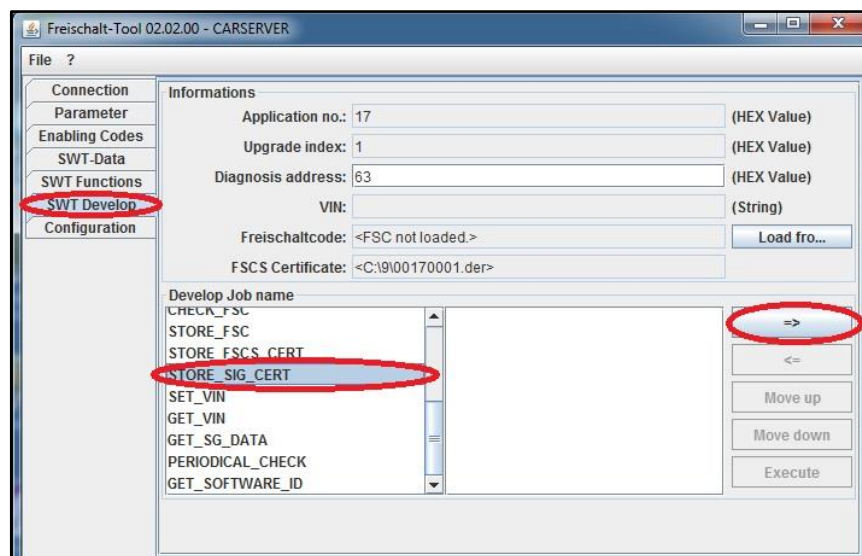 Freischalt-Tool 02.02.00 - CARSERVER
File ?
Connection
Parameter
Enabling Codes
SWT-Data
SWT Functions
SWT Develop
Configuration
Informations
Application no.: 17 (HEX Value)
Upgrade index: 1 (HEX Value)
Diagnosis address: 63 (HEX Value)
VIN: (String)
Freischaltcode: <FSC not loaded.> Load fro...
FSCS Certificate: <C:\9\00170001.der>
Develop Job name
CHECK_FSC
STORE_FSC
STORE_FSCS_CERT
STORE_SIG_CERT
SET_VIN
GET_VIN
GET_SG_DATA
PERIODICAL_CHECK
GET_SOFTWARE_ID
=>
<=
Move up
Move down
Execute